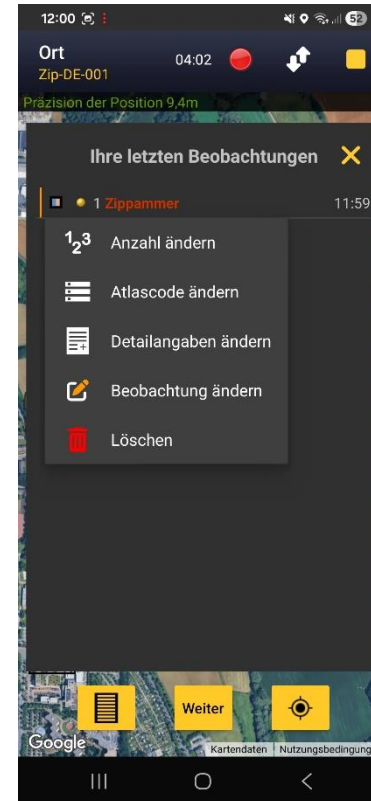 12:00
52
Ort
04:02
Zip-DE-001
Präzision der Position 9,4m
Ihre letzten Beobachtungen
1 Zippammer 11:59
123 Anzahl ändern
Atlascode ändern
Detailangaben ändern
Beobachtung ändern
Löschen
Weiter
Google Kartendaten Nutzungsbedingung